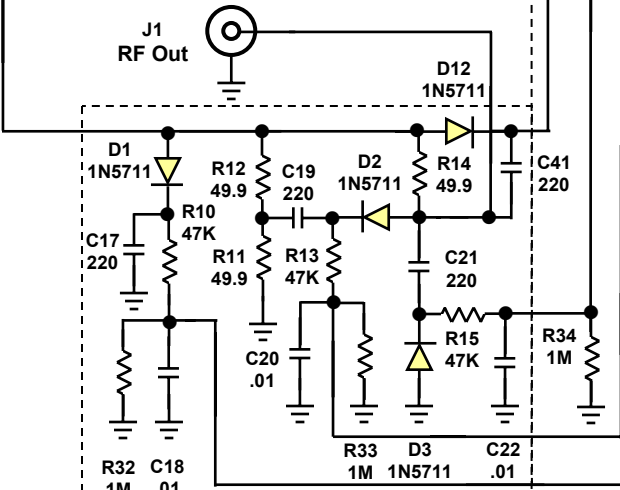 J1
RF Out
D12
1N5711
D1
1N5711
R12
49.9
C19
220
D2
1N5711
R14
49.9
C41
220
R10
47K
C17
220
R11
49.9
R13
47K
C21
220
R15
47K
R34
1M
C20
.01
R33
1M
D3
1N5711
C22
.01
R32
1M
C18
.01